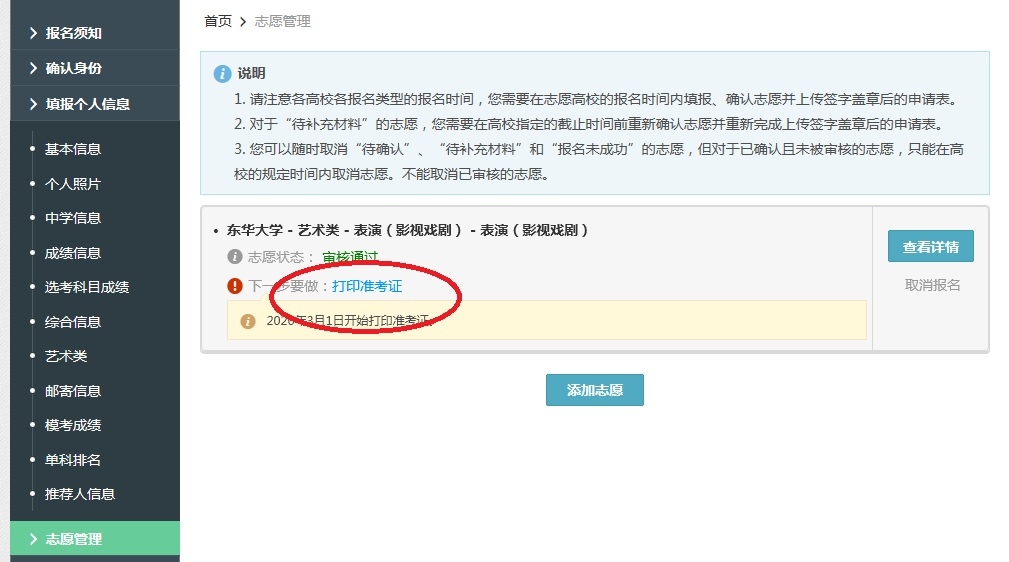 首页 > 志愿管理
报名须知
确认身份
填报个人信息
基本信息
个人照片
中学信息
成绩信息
选考科目成绩
综合信息
艺术类
邮寄信息
模考成绩
单科排名
推荐人信息
志愿管理
说明
1. 请注意各高校各报名类型的报名时间，您需要在志愿高校的报名时间内填报、确认志愿并上传签字盖章后的申请表。
2. 对于“待补充材料”的志愿，您需要在高校指定的截止时间前重新确认志愿并重新完成上传签字盖章后的申请表。
3. 您可以随时取消“待确认”、“待补充材料”和“报名未成功”的志愿，但对于已确认且未被审核的志愿，只能在高
校的规定时间内取消志愿。不能取消已审核的志愿。
东华大学 - 艺术类 - 表演（影视戏剧） - 表演（影视戏剧）
志愿状态： 审核通过
下一步要做：打印准考证
2020年3月1日开始打印准考证。
查看详情
取消报名
添加志愿